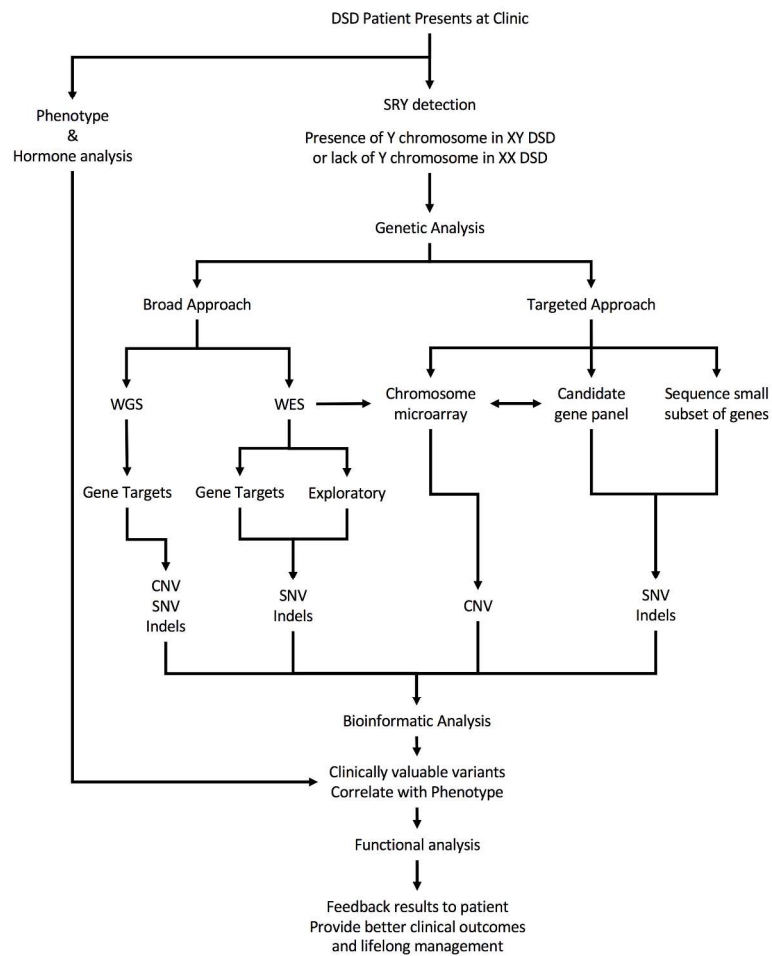 DSD Patient Presents at Clinic
Phenotype
&
Hormone analysis
SRY detection
Presence of Y chromosome in XY DSD
or lack of Y chromosome in XX DSD
Genetic Analysis
Broad Approach
Targeted Approach
WGS
WES
Chromosome
microarray
Candidate
gene panel
Sequence small
subset of genes
Gene Targets
Gene Targets
Exploratory
CNV
SNV
Indels
SNV
Indels
CNV
SNV
Indels
Bioinformatic Analysis
Clinically valuable variants
Correlate with Phenotype
Functional analysis
Feedback results to patient
Provide better clinical outcomes
and lifelong management